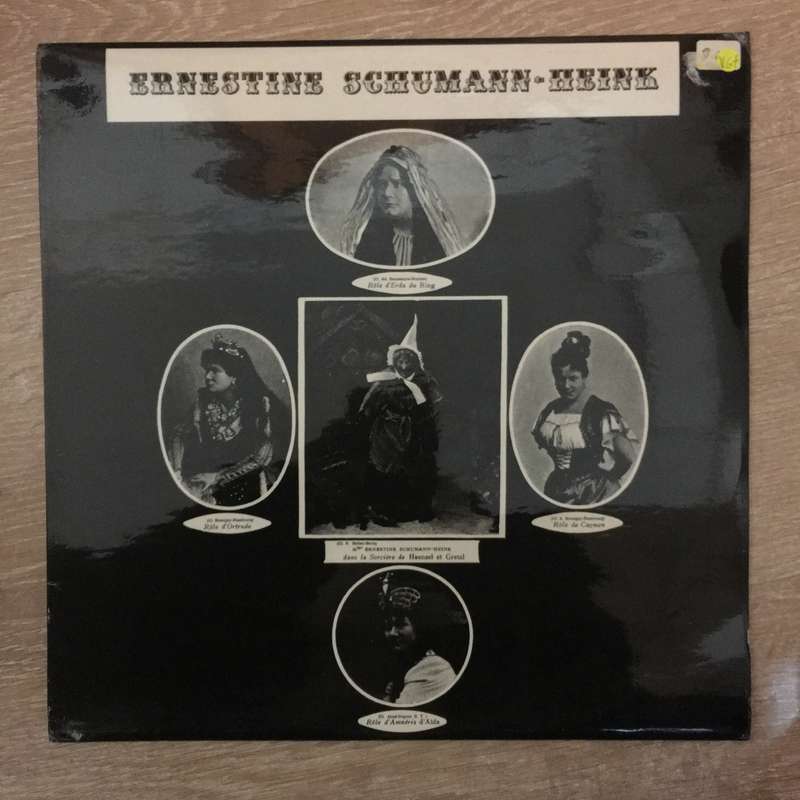 ERNESTINE SCHUMANN-HEINK
Rôle d'Erda du Ring
Rôle d'Ortrude
Rôle de Carmen
Mme ERNESTINE SCHUMANN-HEINK
dans la Sorcière de Haensel et Gretel
Rôle d'Amnéris d'Aïda